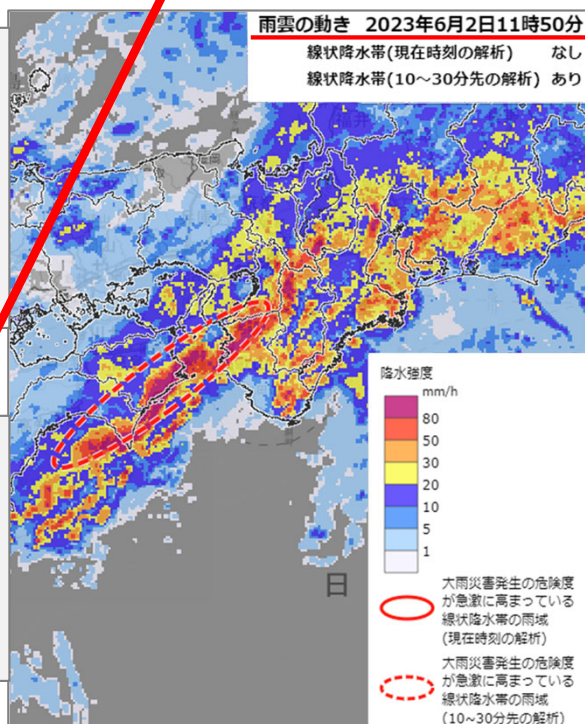 雨雲の動き 2023年6月2日11時50分
線状降水帯(現在時刻の解析) なし
線状降水帯(10~30分先の解析) あり
福井
日
降水強度
mm/h
80
50
30
20
10
5
1
大雨災害発生の危険度
が急激に高まっている
線状降水帯の雨域
(現在時刻の解析)
大雨災害発生の危険度
が急激に高まっている
線状降水帯の雨域
(10~30分先の解析)